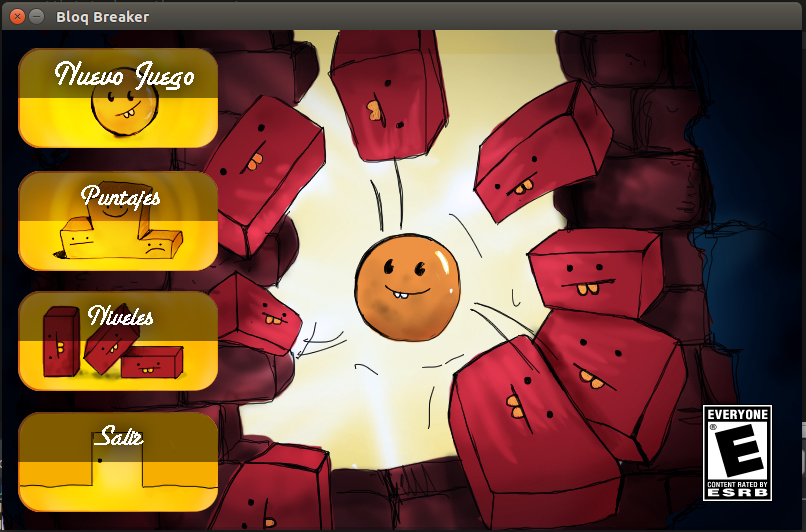 Bloq Breaker
Nuevo Juego
Puntajes
Niveles
Salir
EVERYONE
E
®
CONTENT RATED BY
ESRB